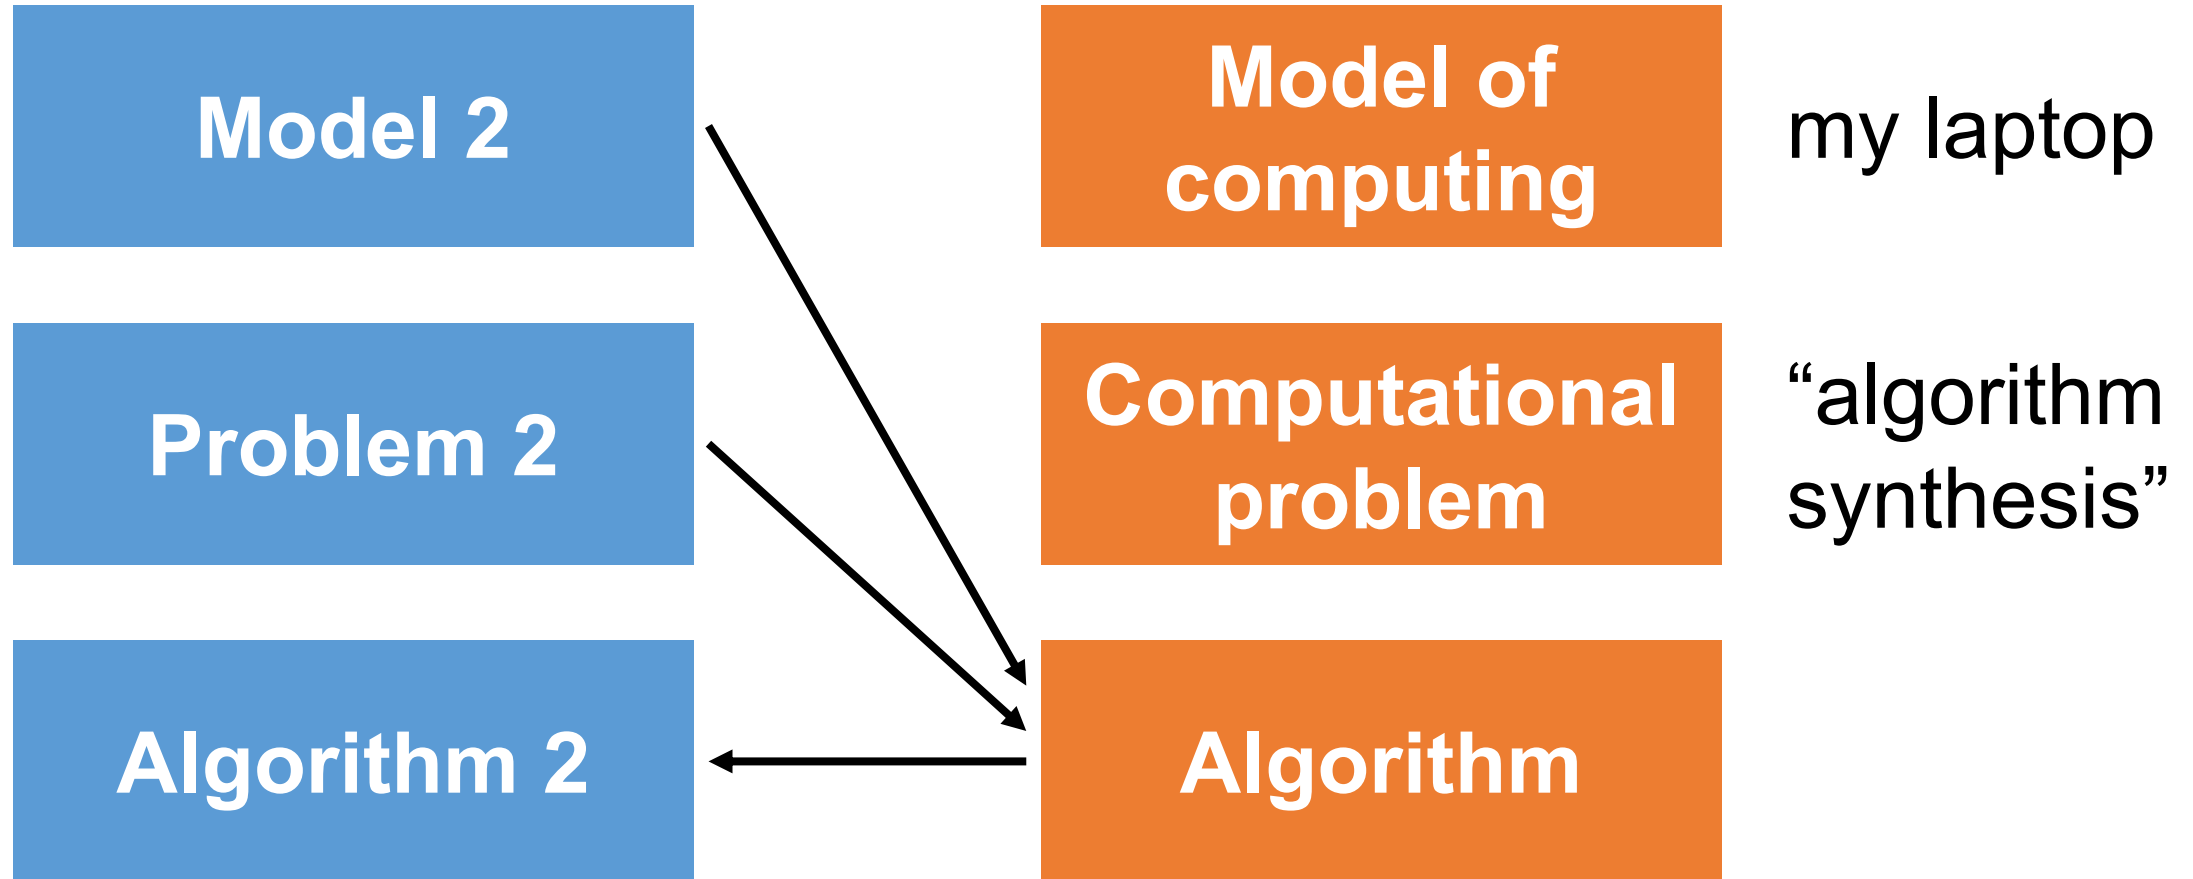 Model 2
Model of
computing
my laptop
Problem 2
Computational
problem
“algorithm
synthesis”
Algorithm 2
Algorithm